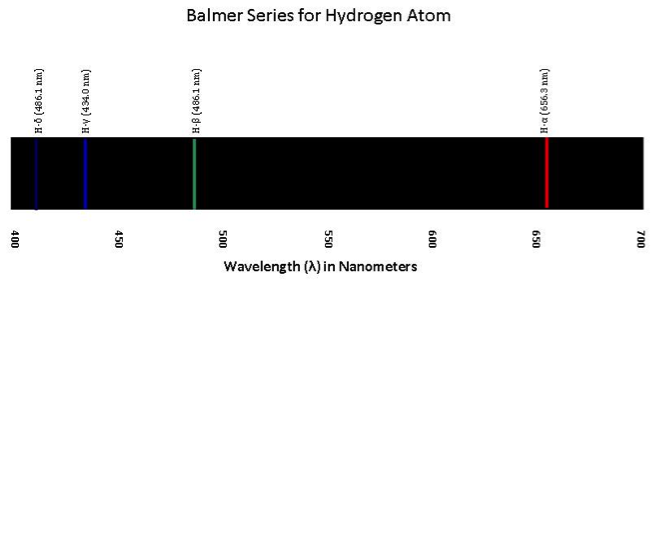 Balmer Series for Hydrogen Atom
H-δ (486.1 nm)
H-γ (434.0 nm)
H-β (486.1 nm)
H-α (656.3 nm)
400
450
500
550
600
650
700
Wavelength (λ) in Nanometers